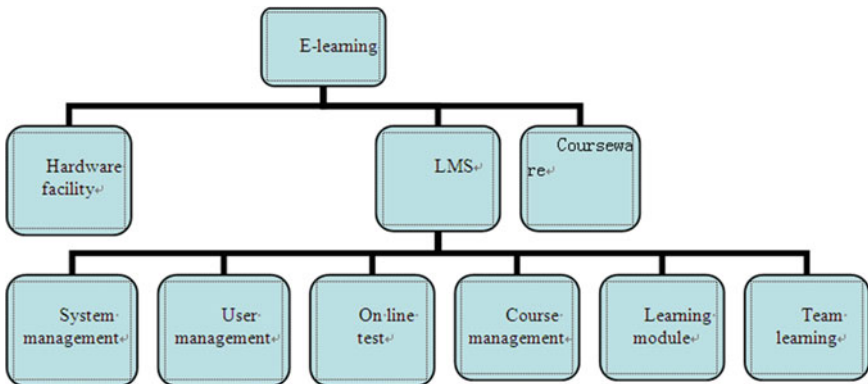 E-learning
Hardware
facility
LMS
Coursewa
re
System
management
User
management
On line
test
Course
management
Learning
module
Team
learning